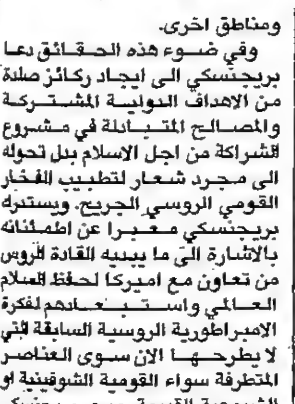 ومناطق اخرى.
وفي ضوء هذه الحقائق دعا
بريجنسكي الى ايجاد ركائز صلدة
من الاهداف الدولية المشتركة
والمصالح المتبادلة في مشروع
الشراكة من اجل الاسلام بدل تحوله
الى مجرد شعار لتطبيب الفخار
القومي الروسي الجريح. ويستدرك
بريجنسكي معبرا عن اطمئنانه
بالاشارة الى ما يبديه القادة الروس
من تعاون مع اميركا لحفظ السلام
العالمي واستبعادهم لفكرة
الامبراطورية الروسية السابقة التي
لا يطرحها الان سوى العناصر
المتطرفة سواء القومية الشوفينية او